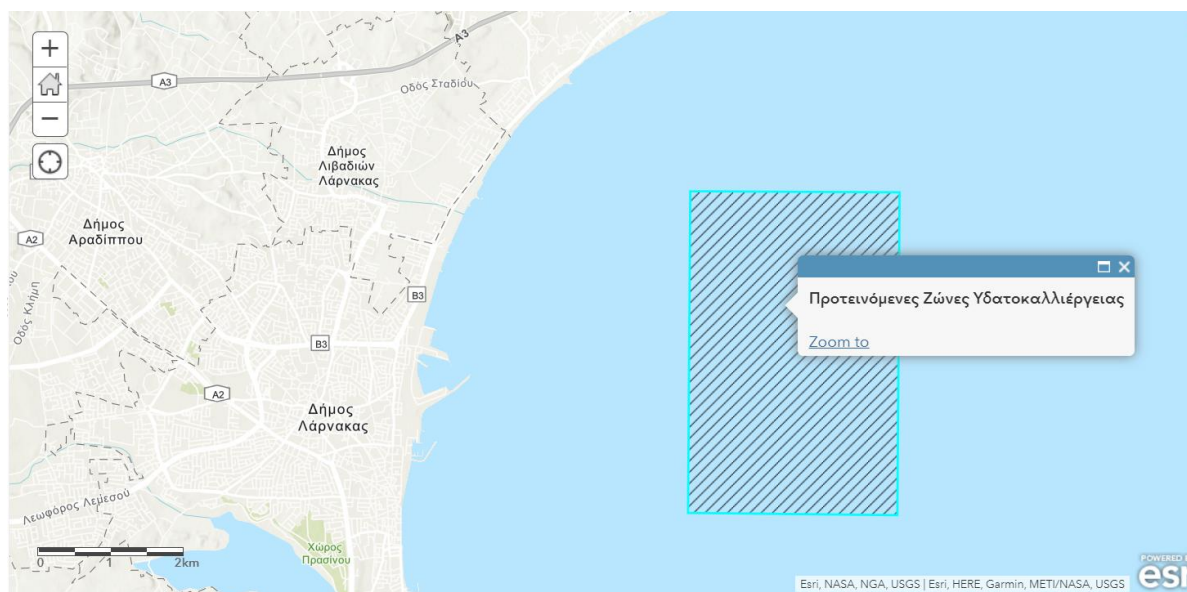 +
−
A3
A3
Οδός Σταδίου
Δήμος
Λιβαδιών
Λάρνακας
Δήμος
Αραδίππου
A2
Οδός Κλήμη
B3
B3
A2
Δήμος
Λάρνακας
Λεωφόρος Λεμεσού
Χώρος
Πρασίνου
0 1 2km
Προτεινόμενες Ζώνες Υδατοκαλλιέργειας
Zoom to
Esri, NASA, NGA, USGS | Esri, HERE, Garmin, METI/NASA, USGS
POWERED
esri